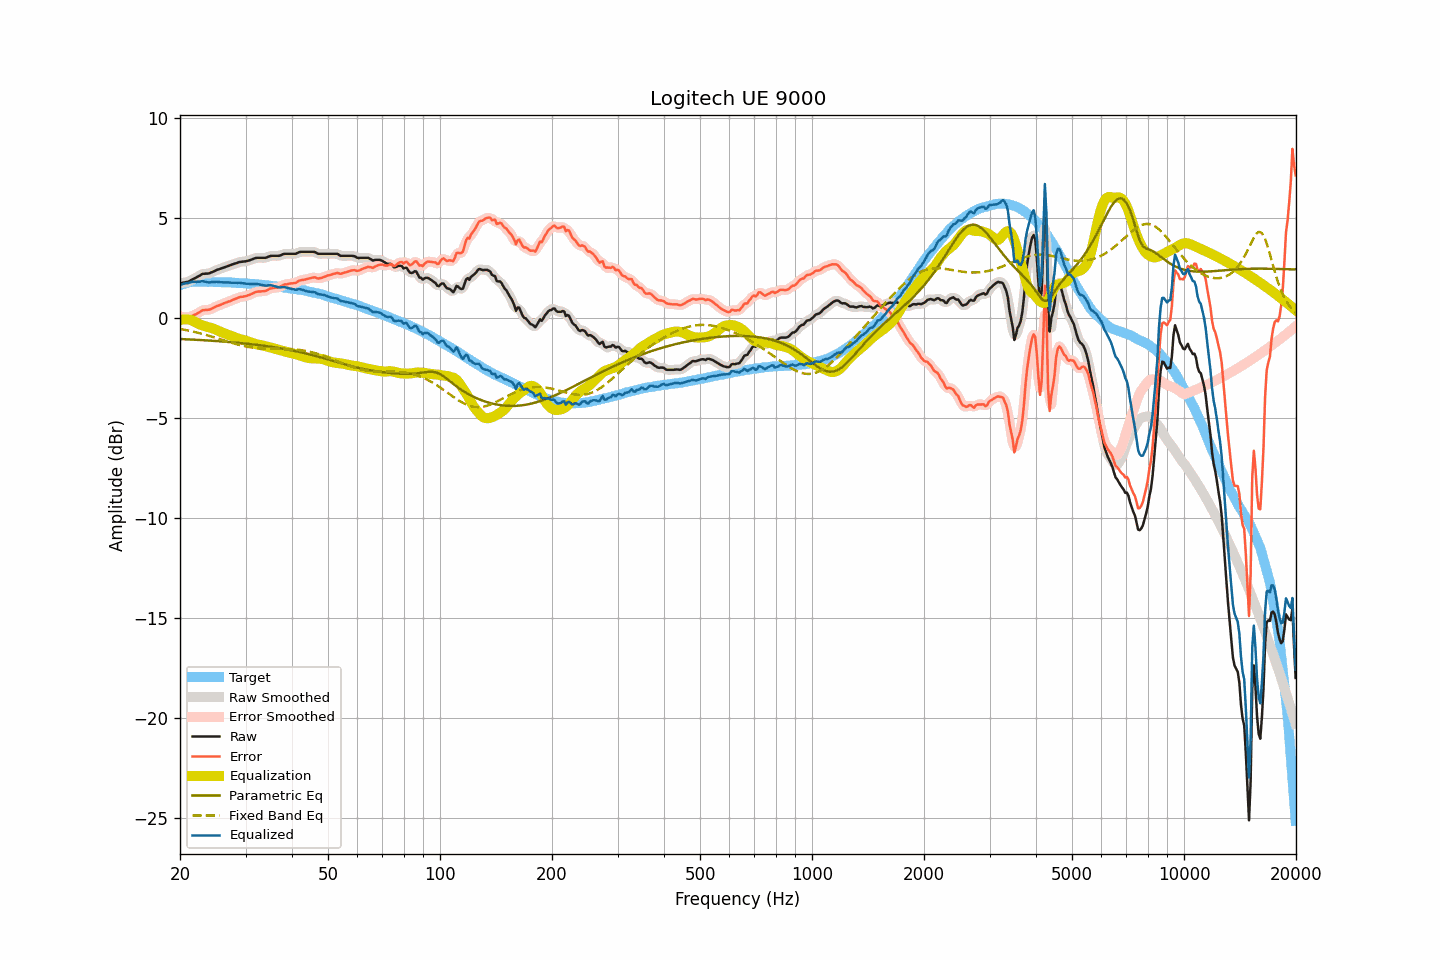 Logitech UE 9000
10
5
0
−5
−10
−15
−20
−25
Amplitude (dBr)
Target
Raw Smoothed
Error Smoothed
Raw
Error
Equalization
Parametric Eq
Fixed Band Eq
Equalized
20 50 100 200 500 1000 2000 5000 10000 20000
Frequency (Hz)